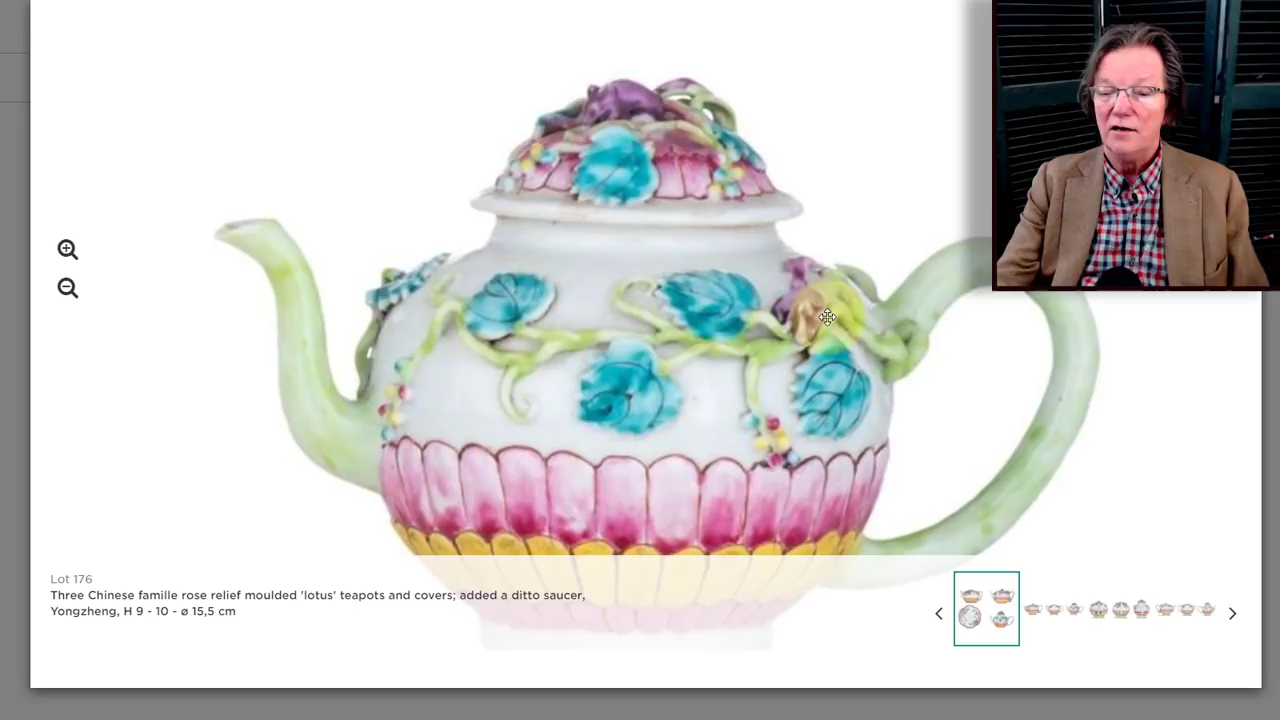 Lot 176
Three Chinese famille rose relief moulded 'lotus' teapots and covers; added a ditto saucer,
Yongzheng, H 9 - 10 - ø 15,5 cm